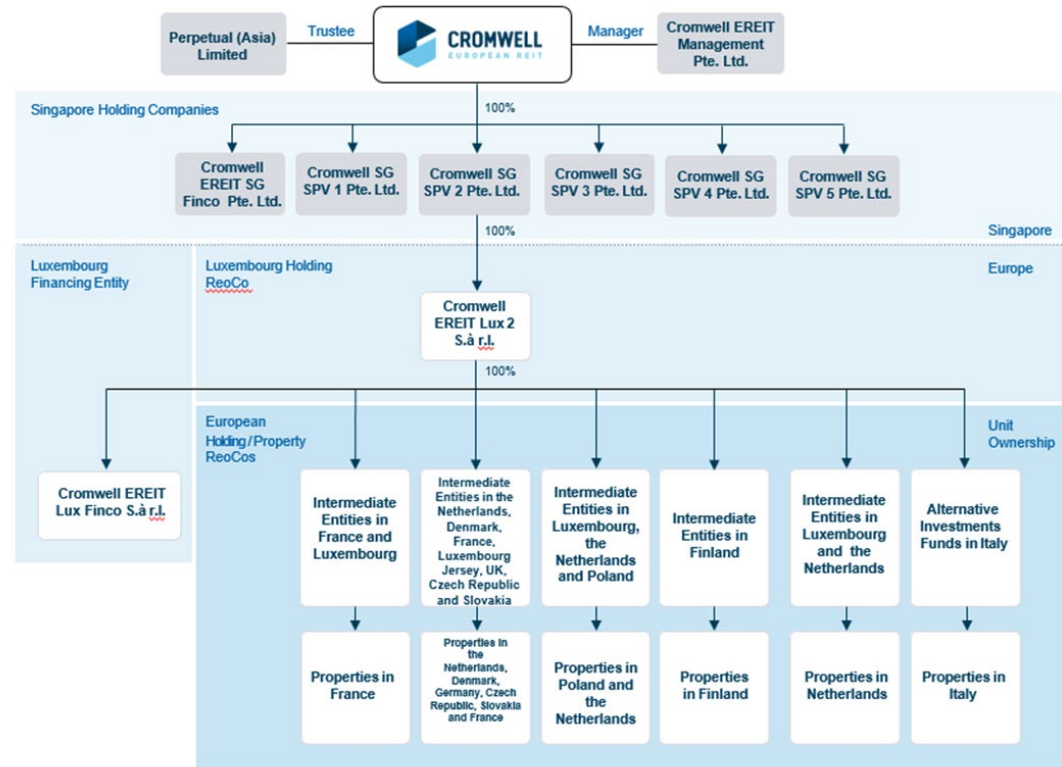 Perpetual (Asia)
Limited
Trustee
CROMWELL
EUROPEAN REIT
Manager
Cromwell EREIT
Management
Pte. Ltd.
100%
Singapore Holding Companies
Cromwell
EREIT SG
Finco Pte. Ltd.
Cromwell SG
SPV 1 Pte. Ltd.
Cromwell SG
SPV 2 Pte. Ltd.
Cromwell SG
SPV 3 Pte. Ltd.
Cromwell SG
SPV 4 Pte. Ltd.
Cromwell SG
SPV 5 Pte. Ltd.
100%
Singapore
Luxembourg
Financing Entity
Luxembourg Holding
ReoCo
Europe
Cromwell
EREIT Lux 2
S.à r.l.
100%
European
Holding/Property
ReoCos
Unit
Ownership
Cromwell EREIT
Lux Finco S.à r.l.
Intermediate
Entities in
France and
Luxembourg
Intermediate
Entities in the
Netherlands,
Denmark,
France,
Luxembourg
Jersey, UK,
Czech Republic
and Slovakia
Intermediate
Entities in
Luxembourg,
the
Netherlands
and Poland
Intermediate
Entities in
Finland
Intermediate
Entities in
Luxembourg
and the
Netherlands
Alternative
Investments
Funds in Italy
Properties in
France
Properties in
the
Netherlands,
Denmark,
Germany, Czech
Republic, Slovakia
and France
Properties in
Poland and
the
Netherlands
Properties
in Finland
Properties in
Netherlands
Properties in
Italy